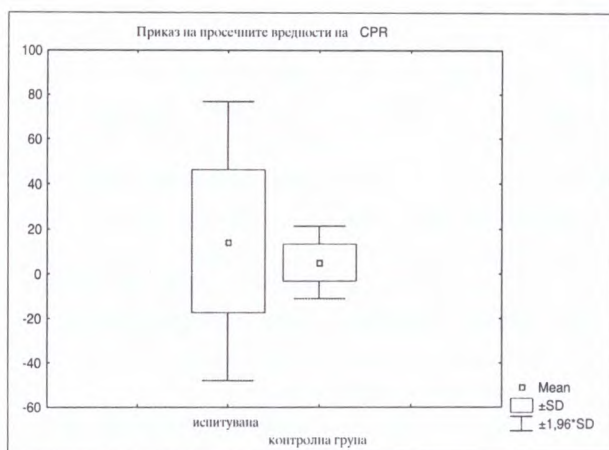 Приказ на просечните вредности на CPR
100
80
60
40
20
0
-20
-40
-60
испитувана
контролна група
Mean
±SD
±1,96*SD